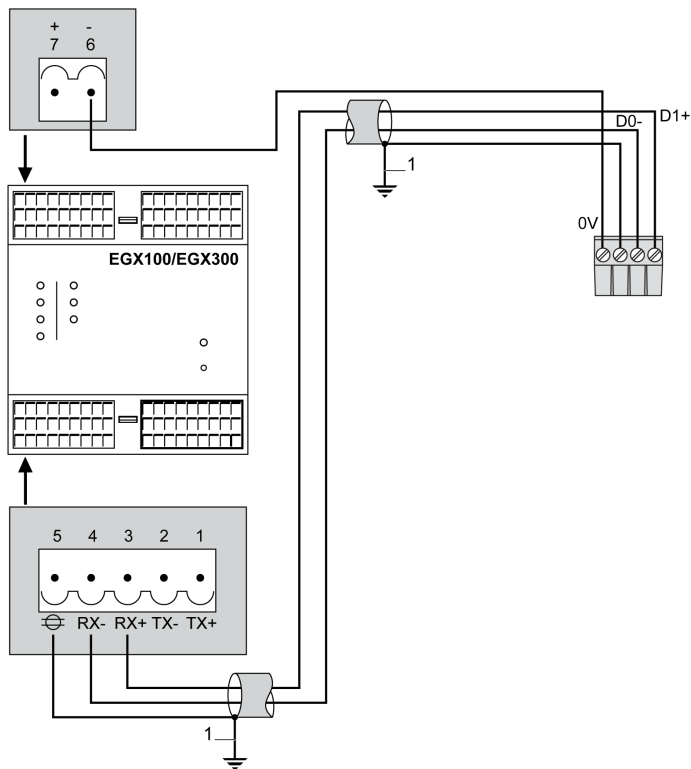 + -
7 6
D0-
D1+
1
0V
EGX100/EGX300
5 4 3 2 1
RX- RX+ TX- TX+
1